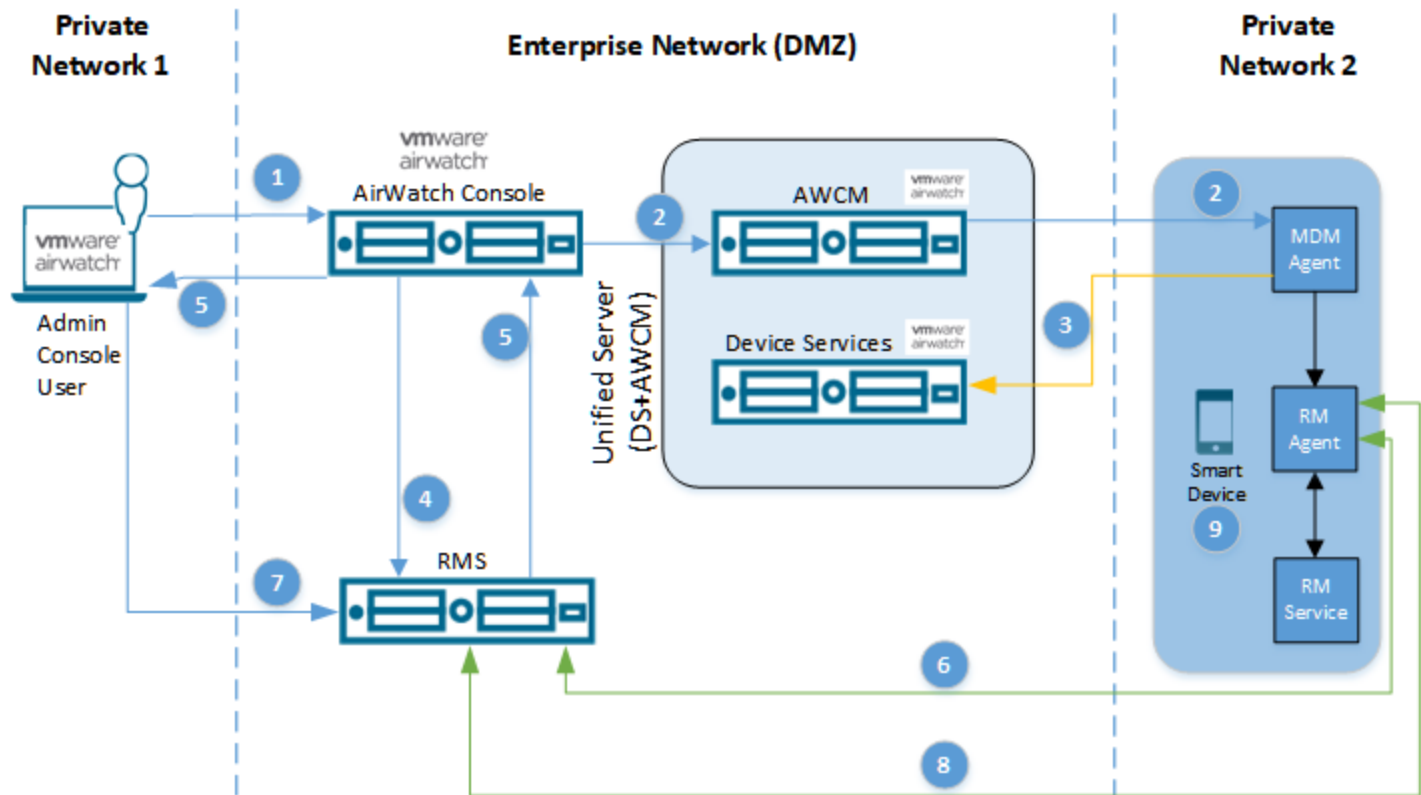 Private
Network 1
Enterprise Network (DMZ)
Private
Network 2
vmware
airwatch
AirWatch Console
1
vmware
airwatch
5
Admin
Console
User
2
5
4
Unified Server
(DS+AWCM)
AWCM
vmware
airwatch
Device Services
vmware
airwatch
2
3
MDM
Agent
RM
Agent
Smart
Device
9
RM
Service
RMS
7
6
8